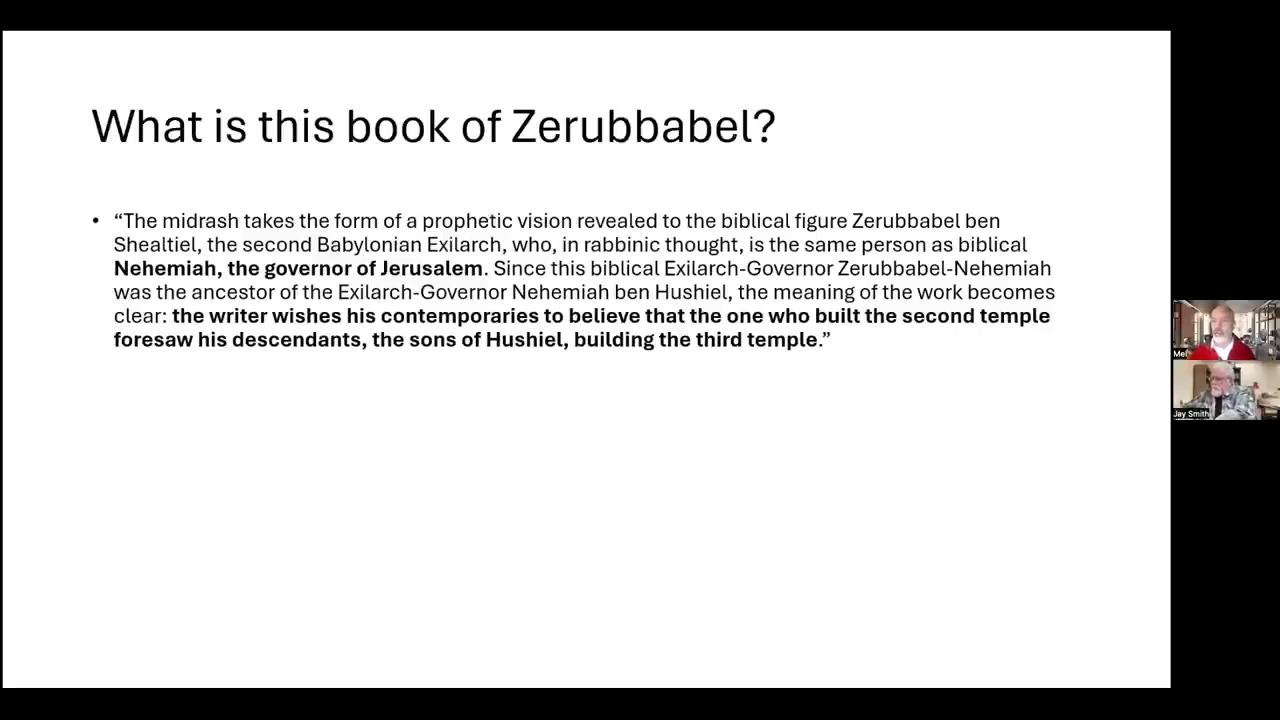 What is this book of Zerubbabel?
• “The midrash takes the form of a prophetic vision revealed to the biblical figure Zerubbabel ben
Shealtiel, the second Babylonian Exilarch, who, in rabbinic thought, is the same person as biblical
Nehemiah, the governor of Jerusalem. Since this biblical Exilarch-Governor Zerubbabel-Nehemiah
was the ancestor of the Exilarch-Governor Nehemiah ben Hushiel, the meaning of the work becomes
clear: the writer wishes his contemporaries to believe that the one who built the second temple
foresaw his descendants, the sons of Hushiel, building the third temple.”
Mel
Jay Smith